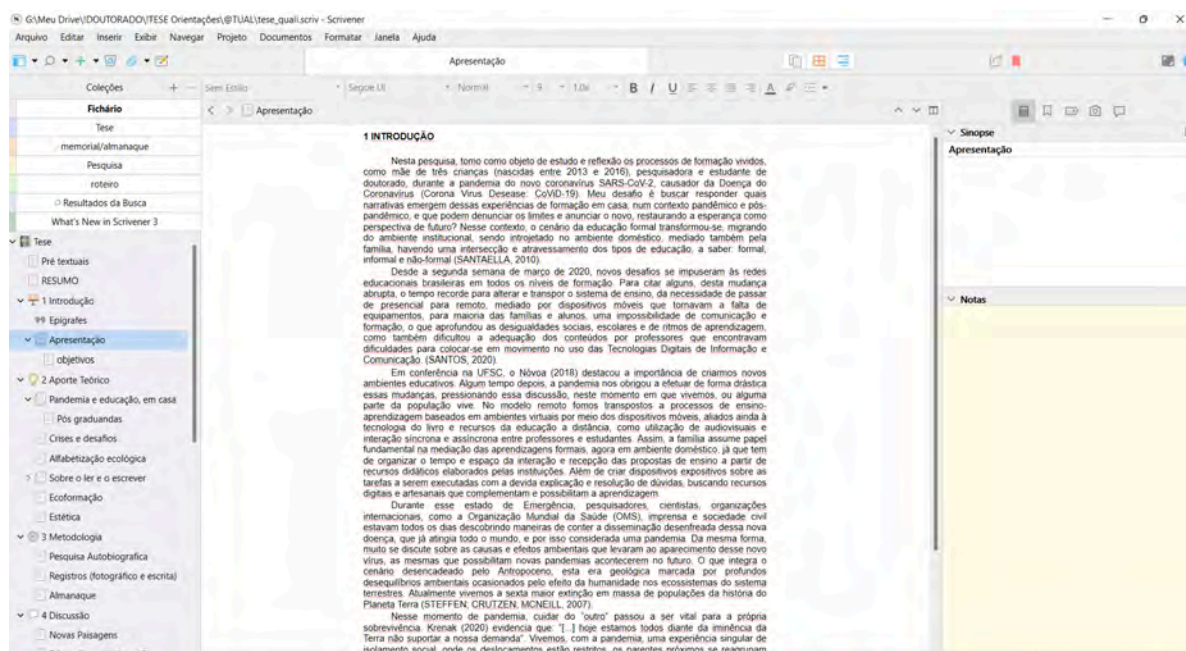 G:\Meu Drive\!DOUTORADO\!TESE Orientações\@TUAL\tese_quali.scriv - Scrivener
Arquivo Editar Inserir Exibir Navegar Projeto Documentos Formatar Janela Ajuda
Apresentação
Coleções
Sem Estilo Segoe UI Normal 9 1.0x B I U A
Fichário
Tese
memorial/almanaque
Pesquisa
roteiro
Resultados da Busca
What's New in Scrivener 3
Tese
Pré textuais
RESUMO
1 Introdução
Epígrafes
Apresentação
objetivos
2 Aporte Teórico
Pandemia e educação, em casa
Pós graduandas
Crises e desafios
Alfabetização ecológica
Sobre o ler e o escrever
Ecoformação
Estética
3 Metodologia
Pesquisa Autobiografica
Registros (fotográfico e escrita)
Almanaque
4 Discussão
Novas Paisagens
Apresentação
1 INTRODUÇÃO
Nesta pesquisa, tomo como objeto de estudo e reflexão os processos de formação vividos,
como mãe de três crianças (nascidas entre 2013 e 2016), pesquisadora e estudante de
doutorado, durante a pandemia do novo coronavírus SARS-CoV-2, causador da Doença do
Coronavírus (Corona Virus Desease: CoViD-19). Meu desafio é buscar responder quais
narrativas emergem dessas experiências de formação em casa, num contexto pandêmico e pós-
pandêmico, e que podem denunciar os limites e anunciar o novo, restaurando a esperança como
perspectiva de futuro? Nesse contexto, o cenário da educação formal transformou-se, migrando
do ambiente institucional, sendo introjetado no ambiente doméstico, mediado também pela
família, havendo uma intersecção e atravessamento dos tipos de educação, a saber: formal,
informal e não-formal (SANTAELLA, 2010).
Desde a segunda semana de março de 2020, novos desafios se impuseram às redes
educacionais brasileiras em todos os níveis de formação. Para citar alguns, desta mudança
abrupta, o tempo recorde para alterar e transpor o sistema de ensino, da necessidade de passar
de presencial para remoto, mediado por dispositivos móveis que tornavam a falta de
equipamentos, para maioria das famílias e alunos, uma impossibilidade de comunicação e
formação, o que aprofundou as desigualdades sociais, escolares e de ritmos de aprendizagem,
como também dificultou a adequação dos conteúdos por professores que encontravam
dificuldades para colocar-se em movimento no uso das Tecnologias Digitais de Informação e
Comunicação. (SANTOS, 2020).
Em conferência na UFSC, o Nóvoa (2018) destacou a importância de criarmos novos
ambientes educativos. Algum tempo depois, a pandemia nos obrigou a efetuar de forma drástica
essas mudanças, pressionando essa discussão, neste momento em que vivemos, ou alguma
parte da população vive. No modelo remoto fomos transpostos a processos de ensino-
aprendizagem baseados em ambientes virtuais por meio dos dispositivos móveis, aliados ainda à
tecnologia do livro e recursos da educação a distância, como utilização de audiovisuais e
interação síncrona e assíncrona entre professores e estudantes. Assim, a família assume papel
fundamental na mediação das aprendizagens formais, agora em ambiente doméstico, já que tem
de organizar o tempo e espaço da interação e recepção das propostas de ensino a partir de
recursos didáticos elaborados pelas instituições. Além de criar dispositivos expositivos sobre as
tarefas a serem executadas com a devida explicação e resolução de dúvidas, buscando recursos
digitais e artesanais que complementam e possibilitam a aprendizagem.
Durante esse estado de Emergência, pesquisadores, cientistas, organizações
internacionais, como a Organização Mundial da Saúde (OMS), imprensa e sociedade civil
estavam todos os dias descobrindo maneiras de conter a disseminação desenfreada dessa nova
doença, que já atingia todo o mundo, e por isso considerada uma pandemia. Da mesma forma,
muito se discute sobre as causas e efeitos ambientais que levaram ao aparecimento desse novo
vírus, as mesmas que possibilitam novas pandemias acontecerem no futuro. O que integra o
cenário desencadeado pelo Antropoceno, esta era geológica marcada por profundos
desequilíbrios ambientais ocasionados pelo efeito da humanidade nos ecossistemas do sistema
terrestres. Atualmente vivemos a sexta maior extinção em massa de populações da história do
Planeta Terra (STEFFEN; CRUTZEN; MCNEILL, 2007).
Nesse momento de pandemia, cuidar do "outro" passou a ser vital para a própria
sobrevivência. Krenak (2020) evidencia que: "[...] hoje estamos todos diante da iminência da
Terra não suportar a nossa demanda". Vivemos, com a pandemia, uma experiência singular de
isolamento social, onde os deslocamentos estão restritos, os parentes próximos se reagrupam
Sinopse
Apresentação
Notas